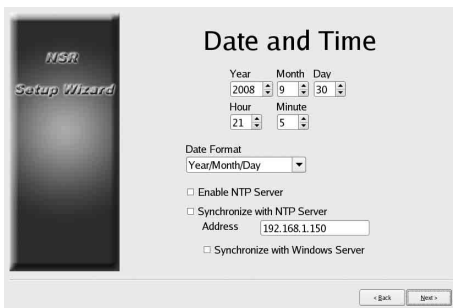 NSR
Setup Wizard
Date and Time
Year Month Day
2008 9 30
Hour Minute
21 5
Date Format
Year/Month/Day
Enable NTP Server
Synchronize with NTP Server
Address 192.168.1.150
Synchronize with Windows Server
< Back Next >